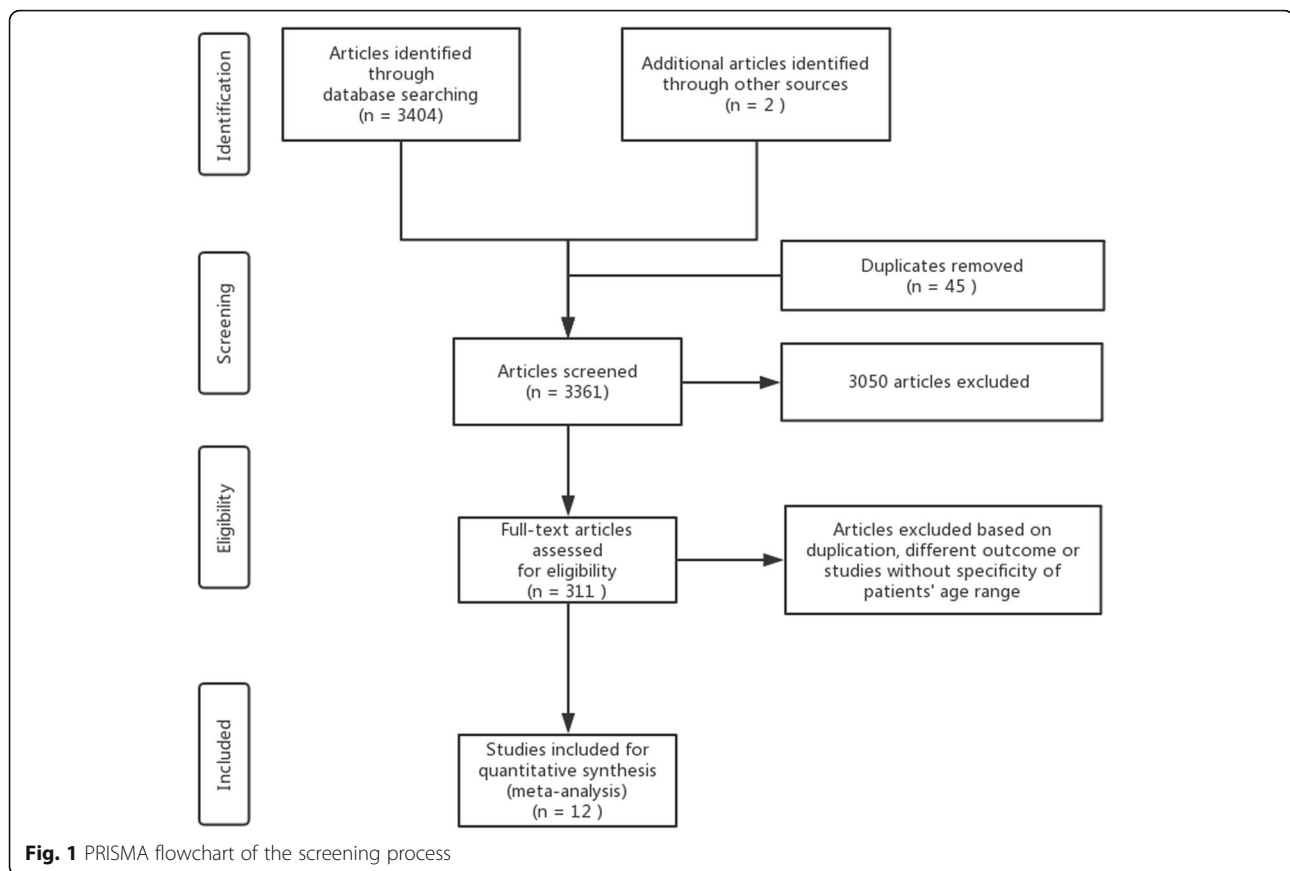 Identification
Articles identified
through
database searching
(n = 3404)
Additional articles identified
through other sources
(n = 2 )
Screening
Duplicates removed
(n = 45 )
Articles screened
(n = 3361)
3050 articles excluded
Eligibility
Full-text articles
assessed
for eligibility
(n = 311 )
Articles excluded based on
duplication, different outcome or
studies without specificity of
patients' age range
Included
Studies included for
quantitative synthesis
(meta-analysis)
(n = 12 )
Fig. 1 PRISMA flowchart of the screening process